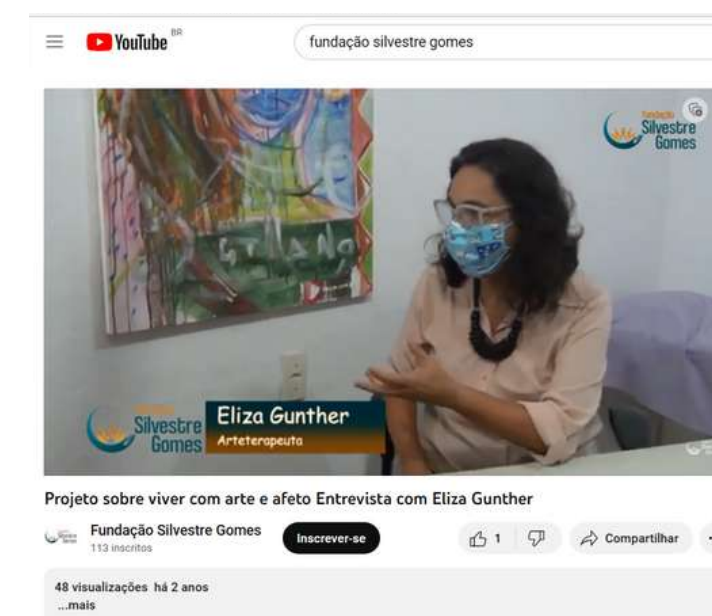 YouTube BR
fundação silvestre gomes
fundação
Silvestre
Gomes
Silvestre
Gomes
Eliza Gunther
Arteterapeuta
Projeto sobre viver com arte e afeto Entrevista com Eliza Gunther
Fundação Silvestre Gomes
113 inscritos
Inscrever-se
1
Compartilhar
48 visualizações há 2 anos
...mais